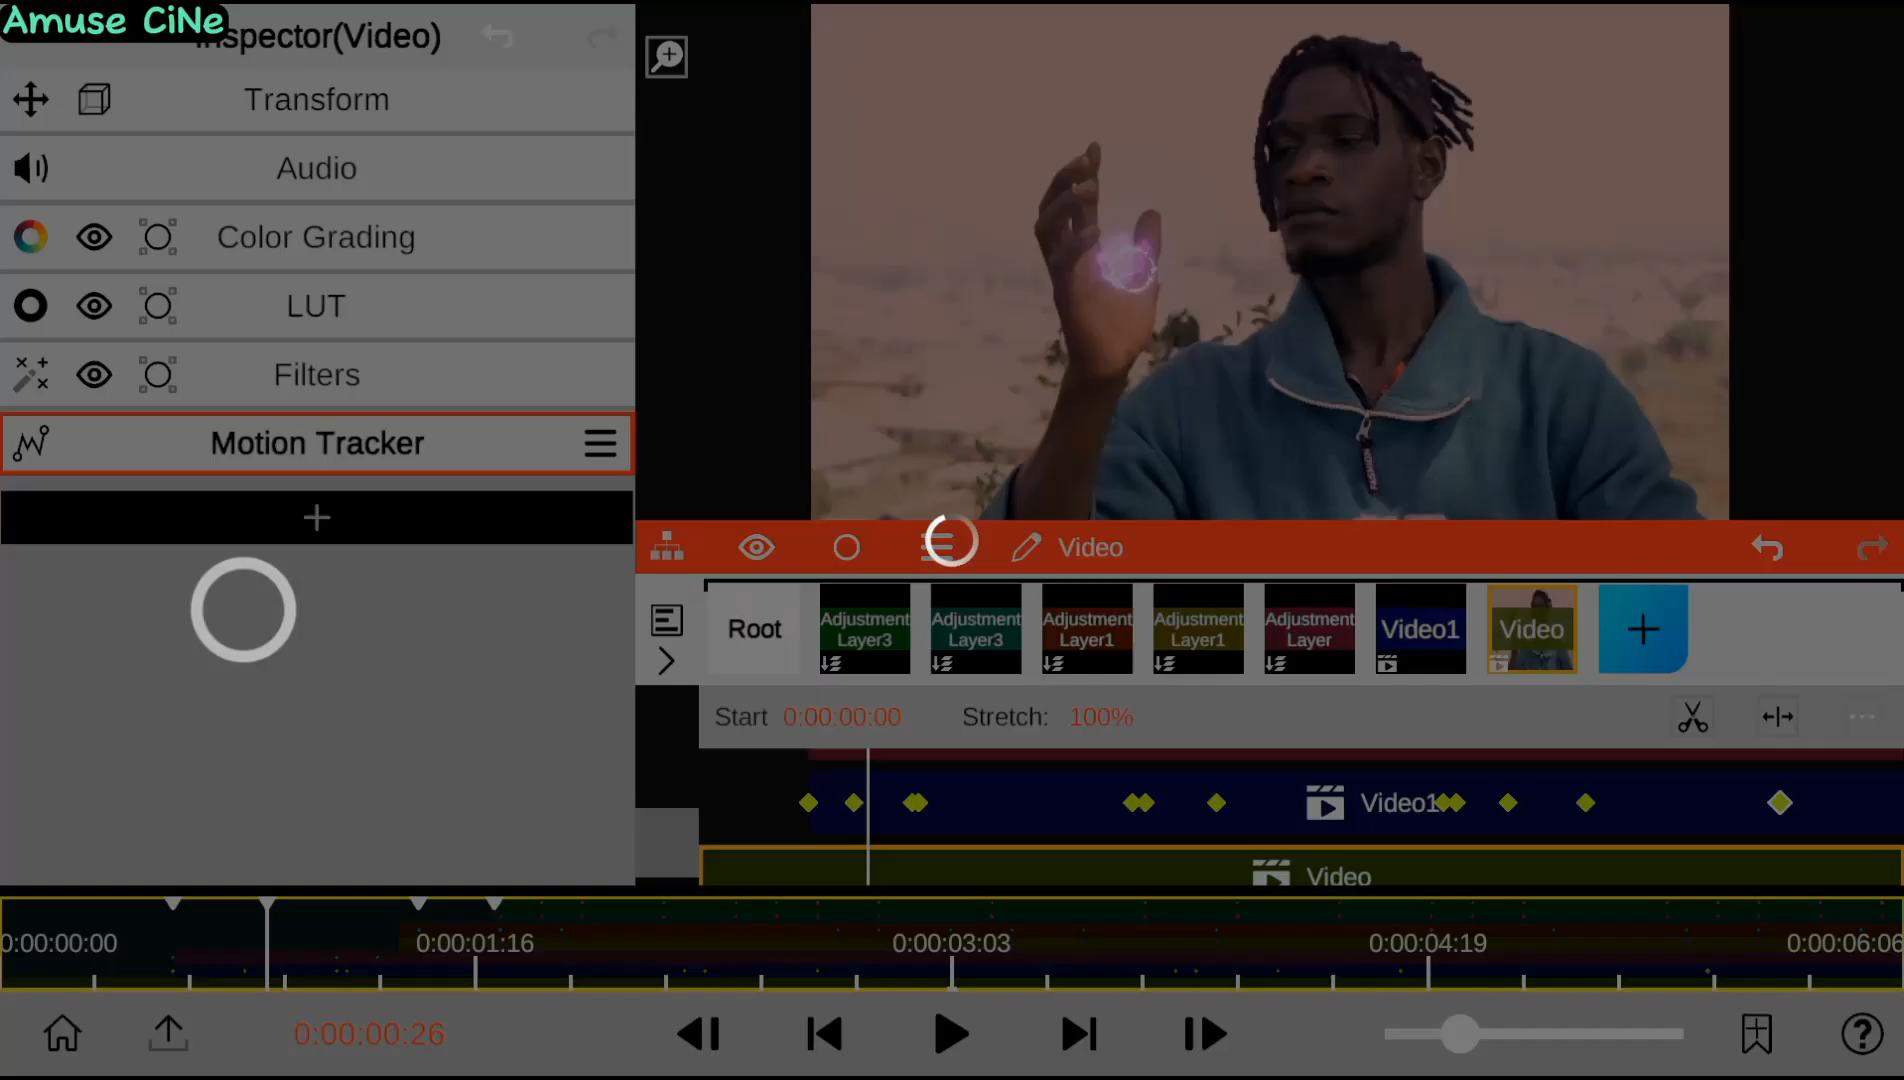 Amuse CiNe
Inspector(Video)
Transform
Audio
Color Grading
LUT
Filters
Motion Tracker
FASHION
Video
Root
Adjustment
Layer3
Adjustment
Layer3
Adjustment
Layer1
Adjustment
Layer1
Adjustment
Layer
Video1
Video
Start 0:00:00:00 Stretch: 100%
Video1
Video
0:00:00:00 0:00:01:16 0:00:03:03 0:00:04:19 0:00:06:06
0:00:00:26